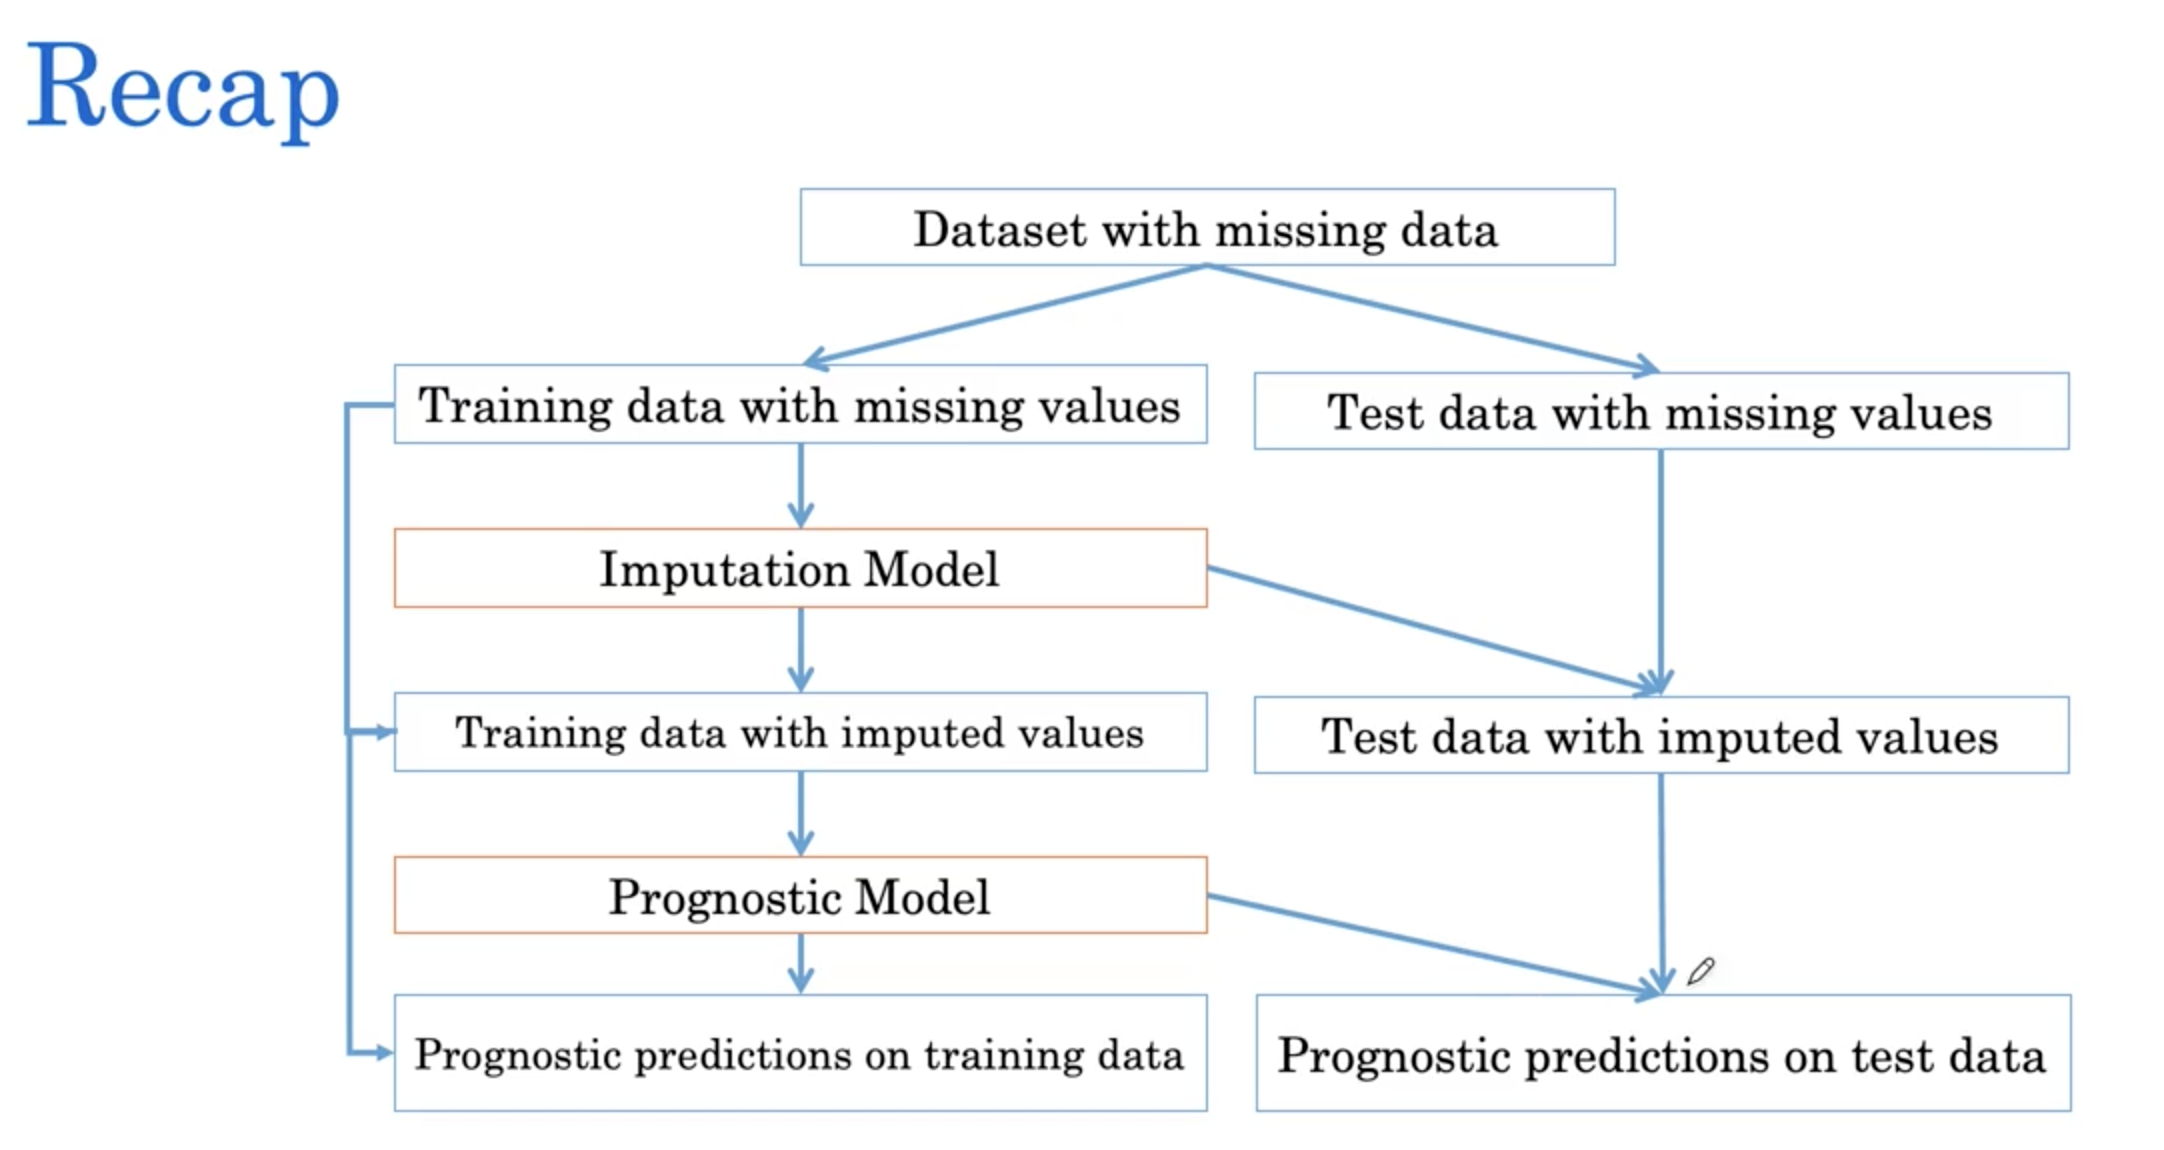 Recap
Dataset with missing data
Training data with missing values
Test data with missing values
Imputation Model
Training data with imputed values
Test data with imputed values
Prognostic Model
Prognostic predictions on training data
Prognostic predictions on test data